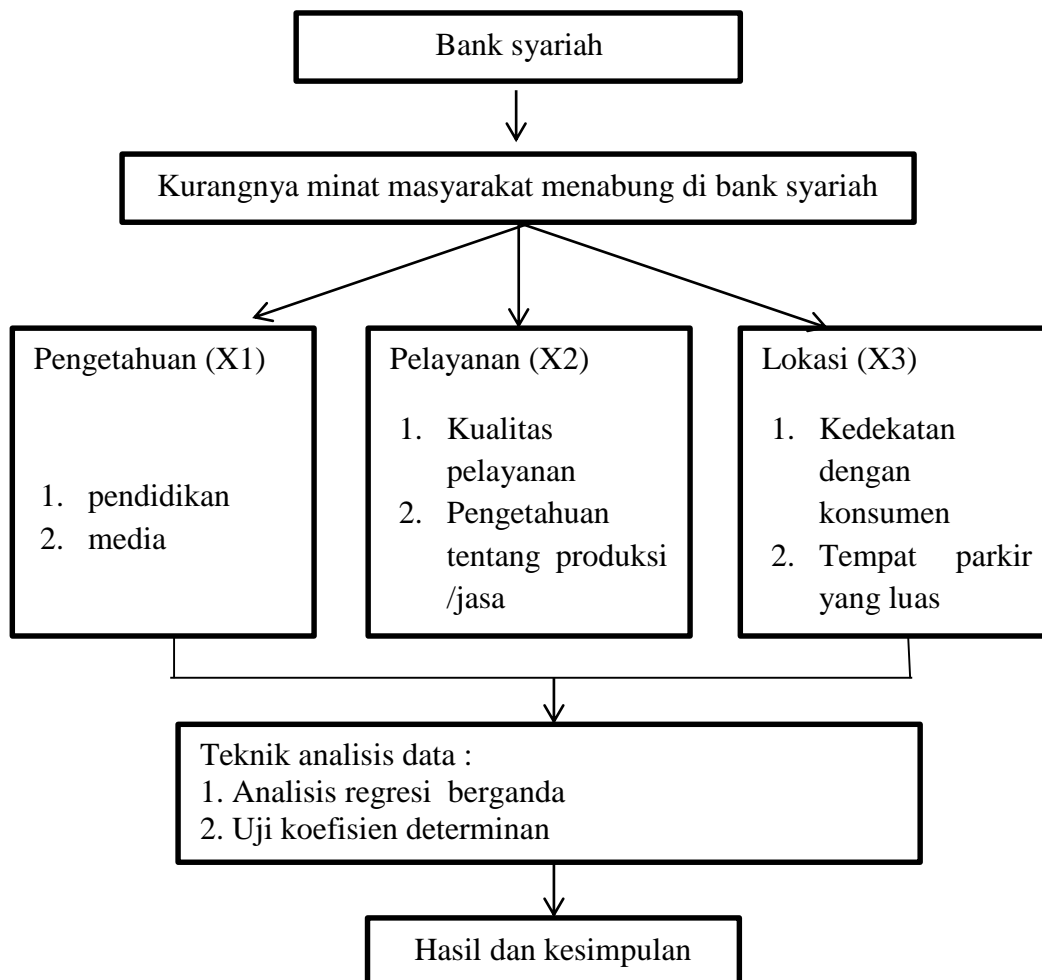 Bank syariah
Kurangnya minat masyarakat menabung di bank syariah
Pengetahuan (X1)
1. pendidikan
2. media
Pelayanan (X2)
1. Kualitas
pelayanan
2. Pengetahuan
tentang produksi
/jasa
Lokasi (X3)
1. Kedekatan
dengan
konsumen
2. Tempat parkir
yang luas
Teknik analisis data :
1. Analisis regresi berganda
2. Uji koefisien determinan
Hasil dan kesimpulan